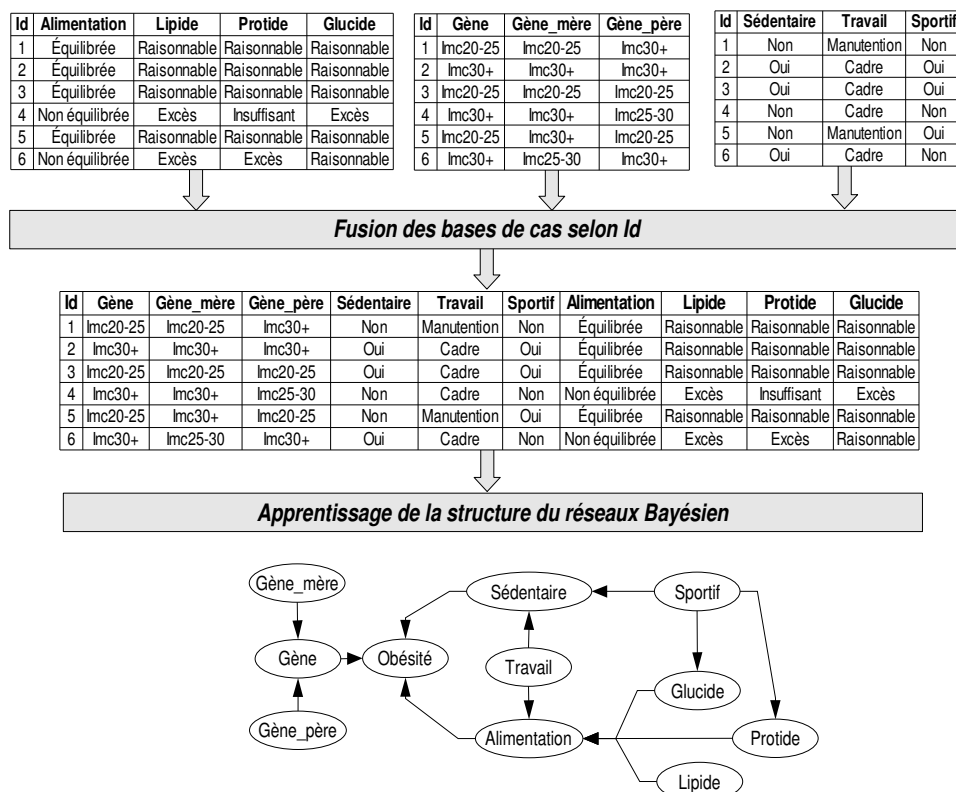 Id Alimentation Lipide Protide Glucide
1 Équilibrée Raisonnable Raisonnable Raisonnable
2 Équilibrée Raisonnable Raisonnable Raisonnable
3 Équilibrée Raisonnable Raisonnable Raisonnable
4 Non équilibrée Excès Insuffisant Excès
5 Équilibrée Raisonnable Raisonnable Raisonnable
6 Non équilibrée Excès Excès Raisonnable
Id Gène Gène_mère Gène_père
1 Imc20-25 Imc20-25 Imc30+
2 Imc30+ Imc30+ Imc30+
3 Imc20-25 Imc20-25 Imc20-25
4 Imc30+ Imc30+ Imc25-30
5 Imc20-25 Imc30+ Imc20-25
6 Imc30+ Imc25-30 Imc30+
Id Sédentaire Travail Sportif
1 Non Manutention Non
2 Oui Cadre Oui
3 Oui Cadre Oui
4 Non Cadre Non
5 Non Manutention Oui
6 Oui Cadre Non
Fusion des bases de cas selon Id
Id Gène Gène_mère Gène_père Sédentaire Travail Sportif Alimentation Lipide Protide Glucide
1 Imc20-25 Imc20-25 Imc30+ Non Manutention Non Équilibrée Raisonnable Raisonnable Raisonnable
2 Imc30+ Imc30+ Imc30+ Oui Cadre Oui Équilibrée Raisonnable Raisonnable Raisonnable
3 Imc20-25 Imc20-25 Imc20-25 Oui Cadre Oui Équilibrée Raisonnable Raisonnable Raisonnable
4 Imc30+ Imc30+ Imc25-30 Non Cadre Non Non équilibrée Excès Insuffisant Excès
5 Imc20-25 Imc30+ Imc20-25 Non Manutention Oui Équilibrée Raisonnable Raisonnable Raisonnable
6 Imc30+ Imc25-30 Imc30+ Oui Cadre Non Non équilibrée Excès Excès Raisonnable
Apprentissage de la structure du réseaux Bayésien
Gène_mère
Sédentaire
Sportif
Gène
Obésité
Travail
Glucide
Gène_père
Alimentation
Protide
Lipide